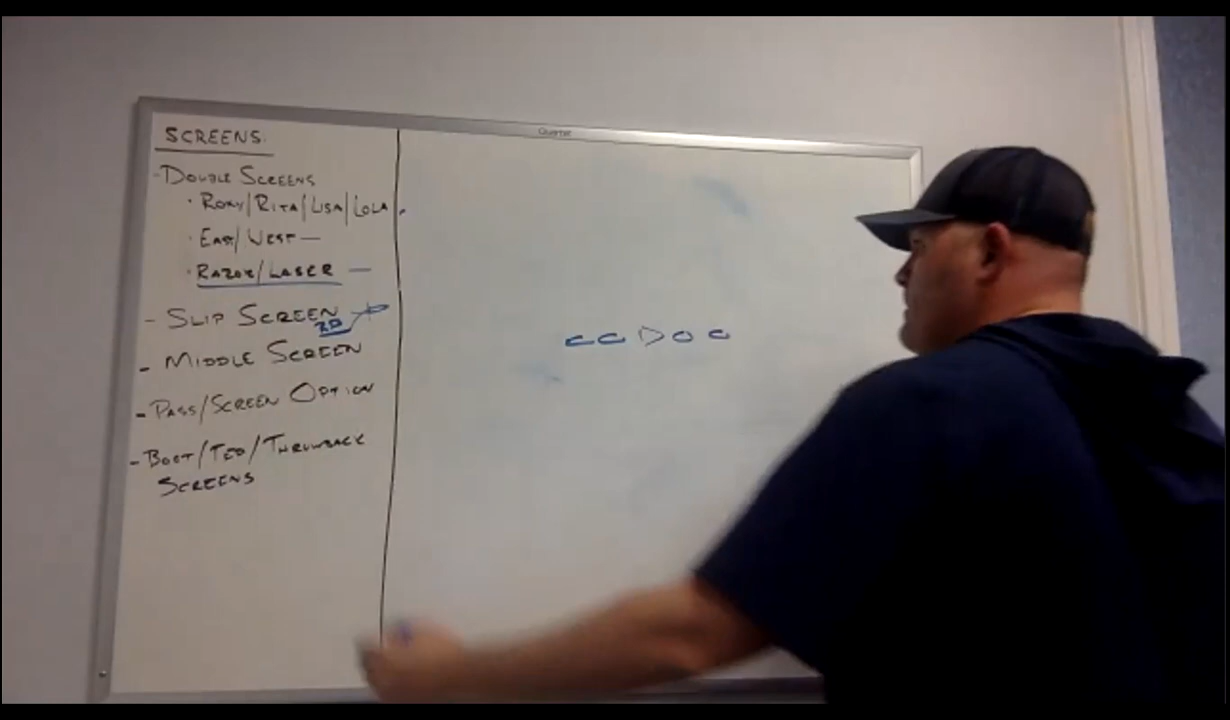 Quartet
SCREENS:
- DOUBLE SCREENS
· ROXY/RITA/LISA/LOLA
· EAST/WEST —
· RAZOR/LASER —
- SLIP SCREEN
- MIDDLE SCREEN
- PASS/SCREEN OPTION
- BOOT/TED/THROWBACK
SCREENS